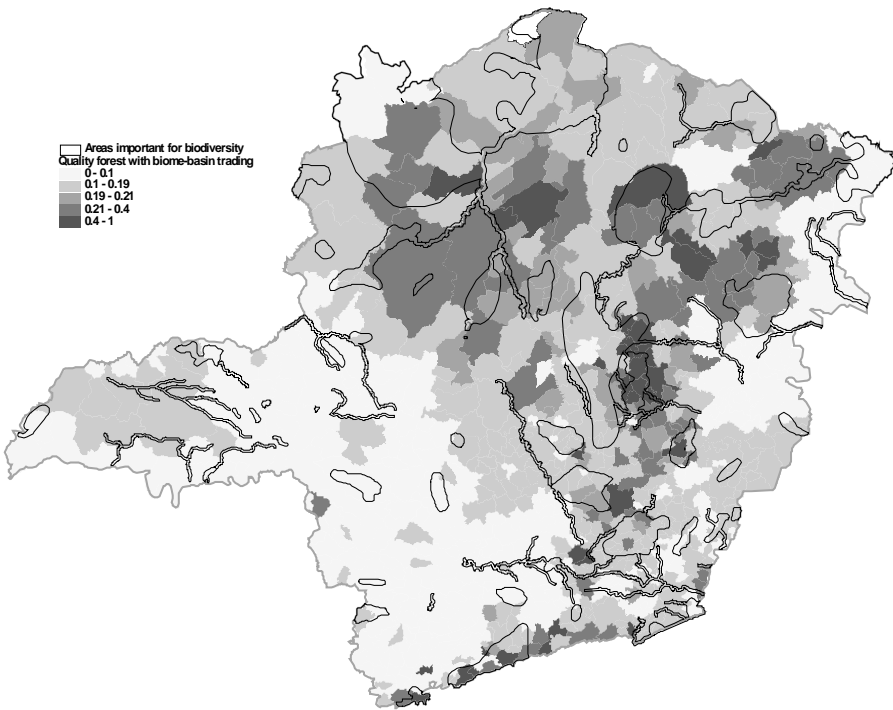 Areas important for biodiversity
Quality forest with biome-basin trading
0 - 0.1
0.1 - 0.19
0.19 - 0.21
0.21 - 0.4
0.4 - 1